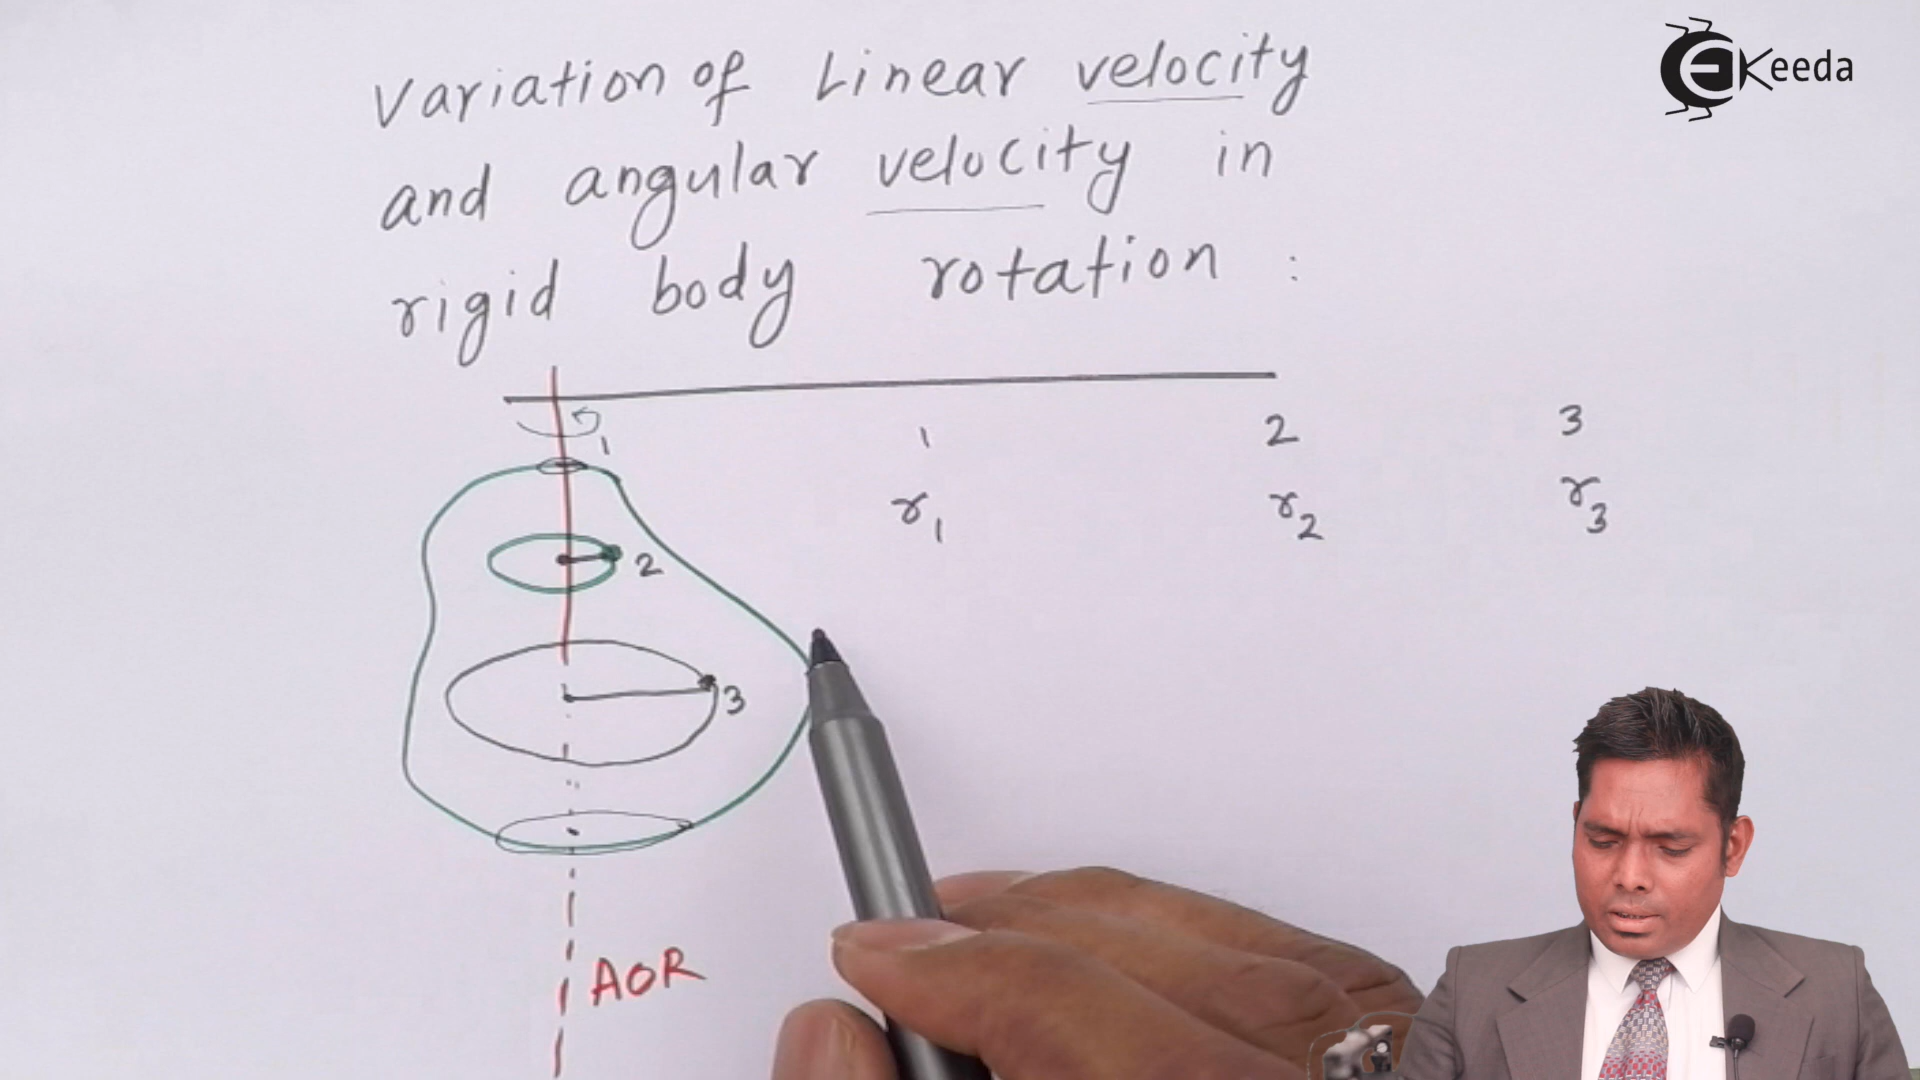 EKeeda
Variation of Linear velocity
and angular velocity in
rigid body rotation :
1 1 2 3
r1 r2 r3
2
3
AOR